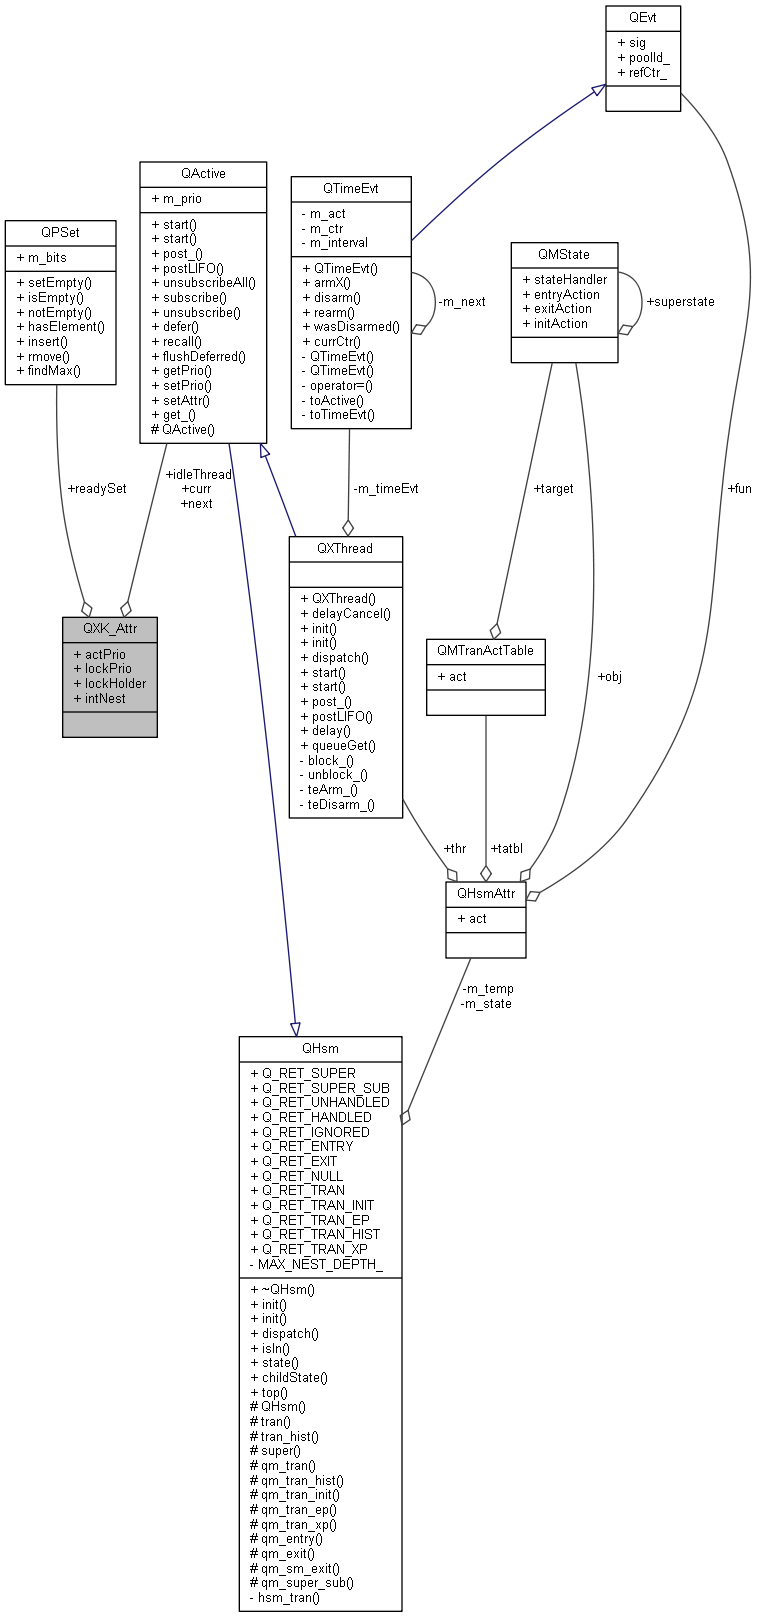 QEvt
+ sig
+ poolId_
+ refCtr_
QActive
+ m_prio
+ start()
+ start()
+ post_()
+ postLIFO()
+ unsubscribeAll()
+ subscribe()
+ unsubscribe()
+ defer()
+ recall()
+ flushDeferred()
+ getPrio()
+ setPrio()
+ setAttr()
+ get_()
# QActive()
QTimeEvt
- m_act
- m_ctr
- m_interval
+ QTimeEvt()
+ armX()
+ disarm()
+ rearm()
+ wasDisarmed()
+ currCtr()
- QTimeEvt()
- QTimeEvt()
- operator=()
- toActive()
- toTimeEvt()
-m_next
QPSet
+ m_bits
+ setEmpty()
+ isEmpty()
+ notEmpty()
+ hasElement()
+ insert()
+ rmove()
+ findMax()
QMState
+ stateHandler
+ entryAction
+ exitAction
+ initAction
+superstate
+readySet
+idleThread
+curr
+next
-m_timeEvt
+target
+fun
QXThread
+ QXThread()
+ delayCancel()
+ init()
+ init()
+ dispatch()
+ start()
+ start()
+ post_()
+ postLIFO()
+ delay()
+ queueGet()
- block_()
- unblock_()
- teArm_()
- teDisarm_()
QXK_Attr
+ actPrio
+ lockPrio
+ lockHolder
+ intNest
QMTranActTable
+ act
+obj
+thr
+tatbl
QHsmAttr
+ act
-m_temp
-m_state
QHsm
+ Q_RET_SUPER
+ Q_RET_SUPER_SUB
+ Q_RET_UNHANDLED
+ Q_RET_HANDLED
+ Q_RET_IGNORED
+ Q_RET_ENTRY
+ Q_RET_EXIT
+ Q_RET_NULL
+ Q_RET_TRAN
+ Q_RET_TRAN_INIT
+ Q_RET_TRAN_EP
+ Q_RET_TRAN_HIST
+ Q_RET_TRAN_XP
- MAX_NEST_DEPTH_
+ ~QHsm()
+ init()
+ init()
+ dispatch()
+ isIn()
+ state()
+ childState()
+ top()
# QHsm()
# tran()
# tran_hist()
# super()
# qm_tran()
# qm_tran_hist()
# qm_tran_init()
# qm_tran_ep()
# qm_tran_xp()
# qm_entry()
# qm_exit()
# qm_sm_exit()
# qm_super_sub()
- hsm_tran()